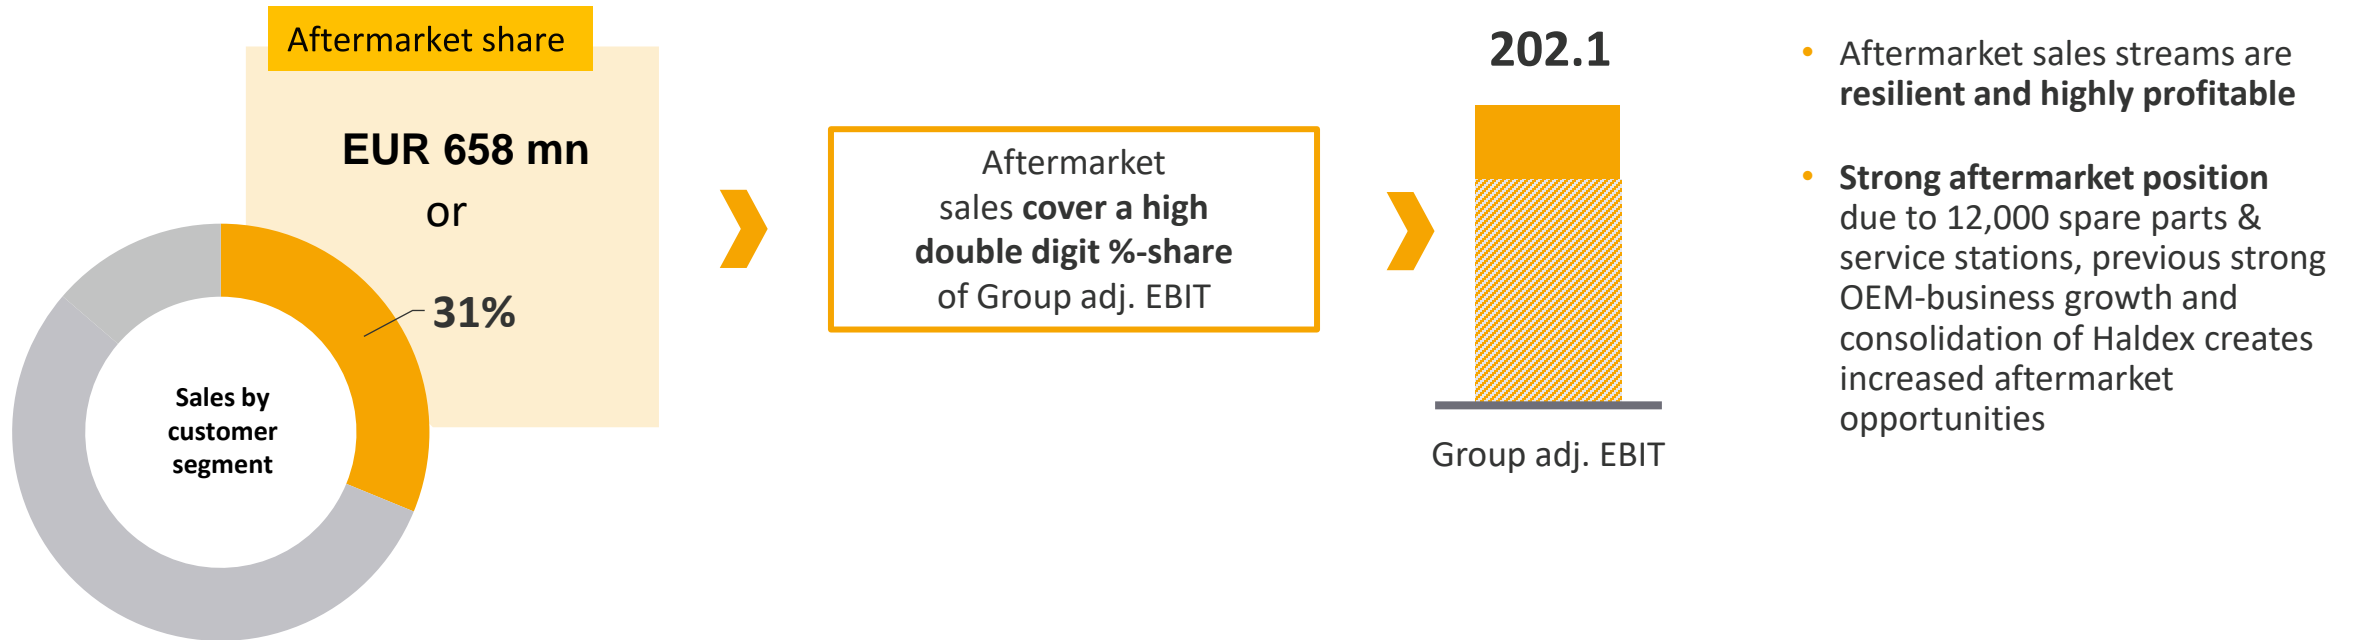 Aftermarket share
EUR 658 mn
or
31%
Sales by
customer
segment
Aftermarket
sales cover a high
double digit %-share
of Group adj. EBIT
202.1
Group adj. EBIT
• Aftermarket sales streams are
resilient and highly profitable
• Strong aftermarket position
due to 12,000 spare parts &
service stations, previous strong
OEM-business growth and
consolidation of Haldex creates
increased aftermarket
opportunities